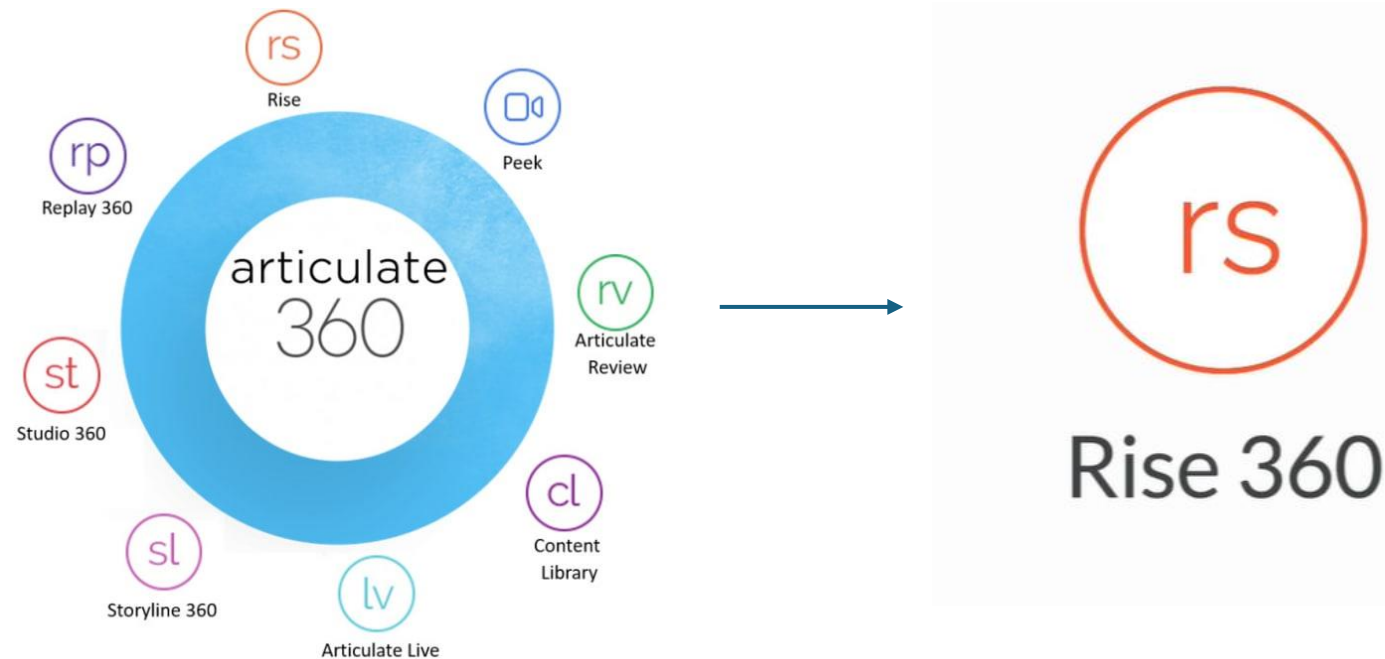 rs
Rise
Peek
rp
Replay 360
articulate
360
rv
Articulate
Review
st
Studio 360
cl
Content
Library
sl
Storyline 360
lv
Articulate Live
rs
Rise 360